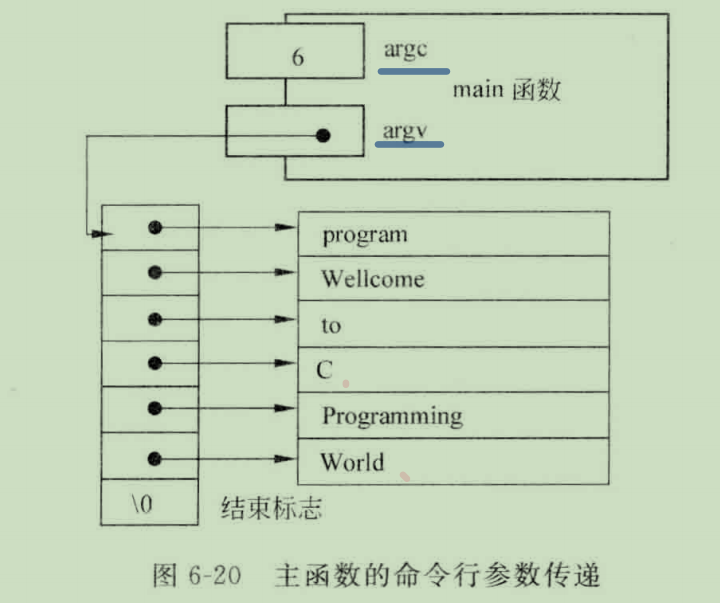 6
argc
main 函数
argv
program
Wellcome
to
C
Programming
World
\0
结束标志
图 6-20 主函数的命令行参数传递